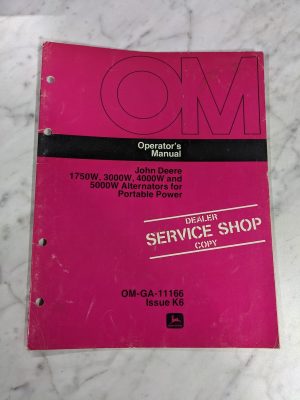 OM
Operator's
Manual
John Deere
1750W, 3000W, 4000W and
5000W Alternators for
Portable Power
DEALER
SERVICE SHOP
COPY
OM-GA-11166
Issue K6